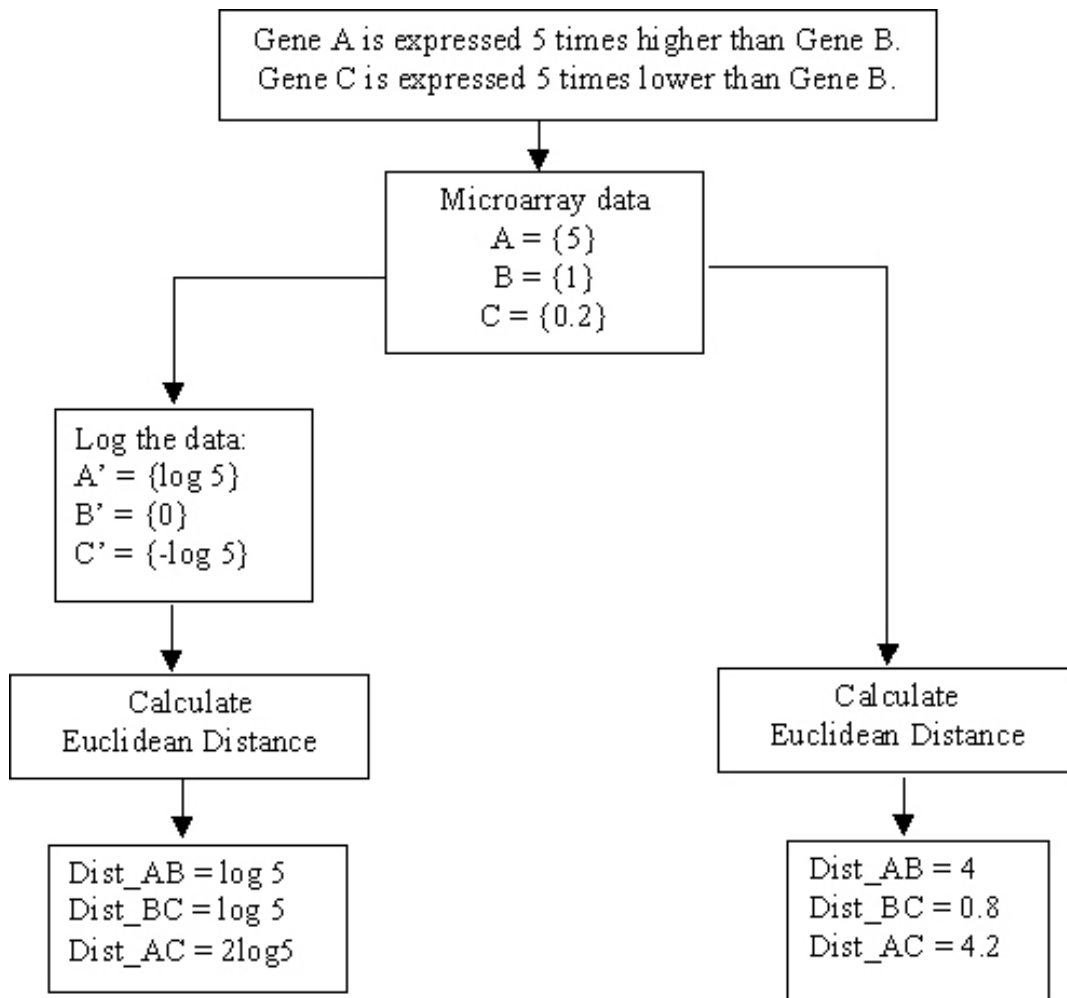 Gene A is expressed 5 times higher than Gene B.
Gene C is expressed 5 times lower than Gene B.
Microarray data
A = {5}
B = {1}
C = {0.2}
Log the data:
A’ = {log 5}
B’ = {0}
C’ = {-log 5}
Calculate
Euclidean Distance
Calculate
Euclidean Distance
Dist_AB = log 5
Dist_BC = log 5
Dist_AC = 2log5
Dist_AB = 4
Dist_BC = 0.8
Dist_AC = 4.2